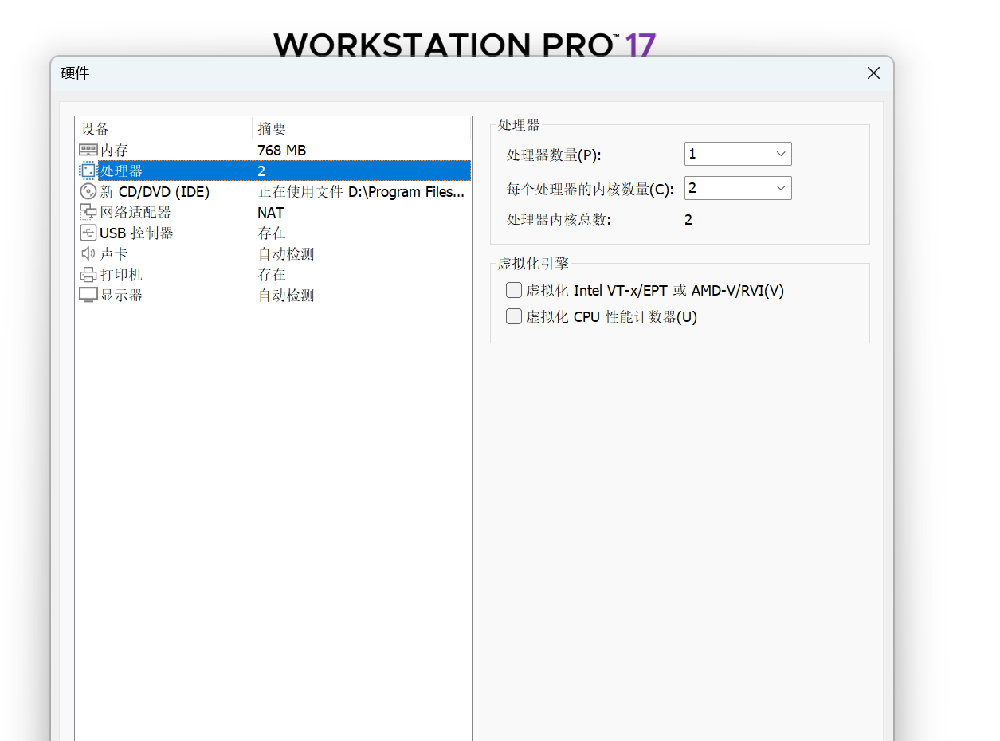 WORKSTATION PRO™ 17
硬件
设备 摘要
内存 768 MB
处理器 2
新 CD/DVD (IDE) 正在使用文件 D:\Program Files...
网络适配器 NAT
USB 控制器 存在
声卡 自动检测
打印机 存在
显示器 自动检测
处理器
处理器数量(P): 1
每个处理器的内核数量(C): 2
处理器内核总数: 2
虚拟化引擎
虚拟化 Intel VT-x/EPT 或 AMD-V/RVI(V)
虚拟化 CPU 性能计数器(U)